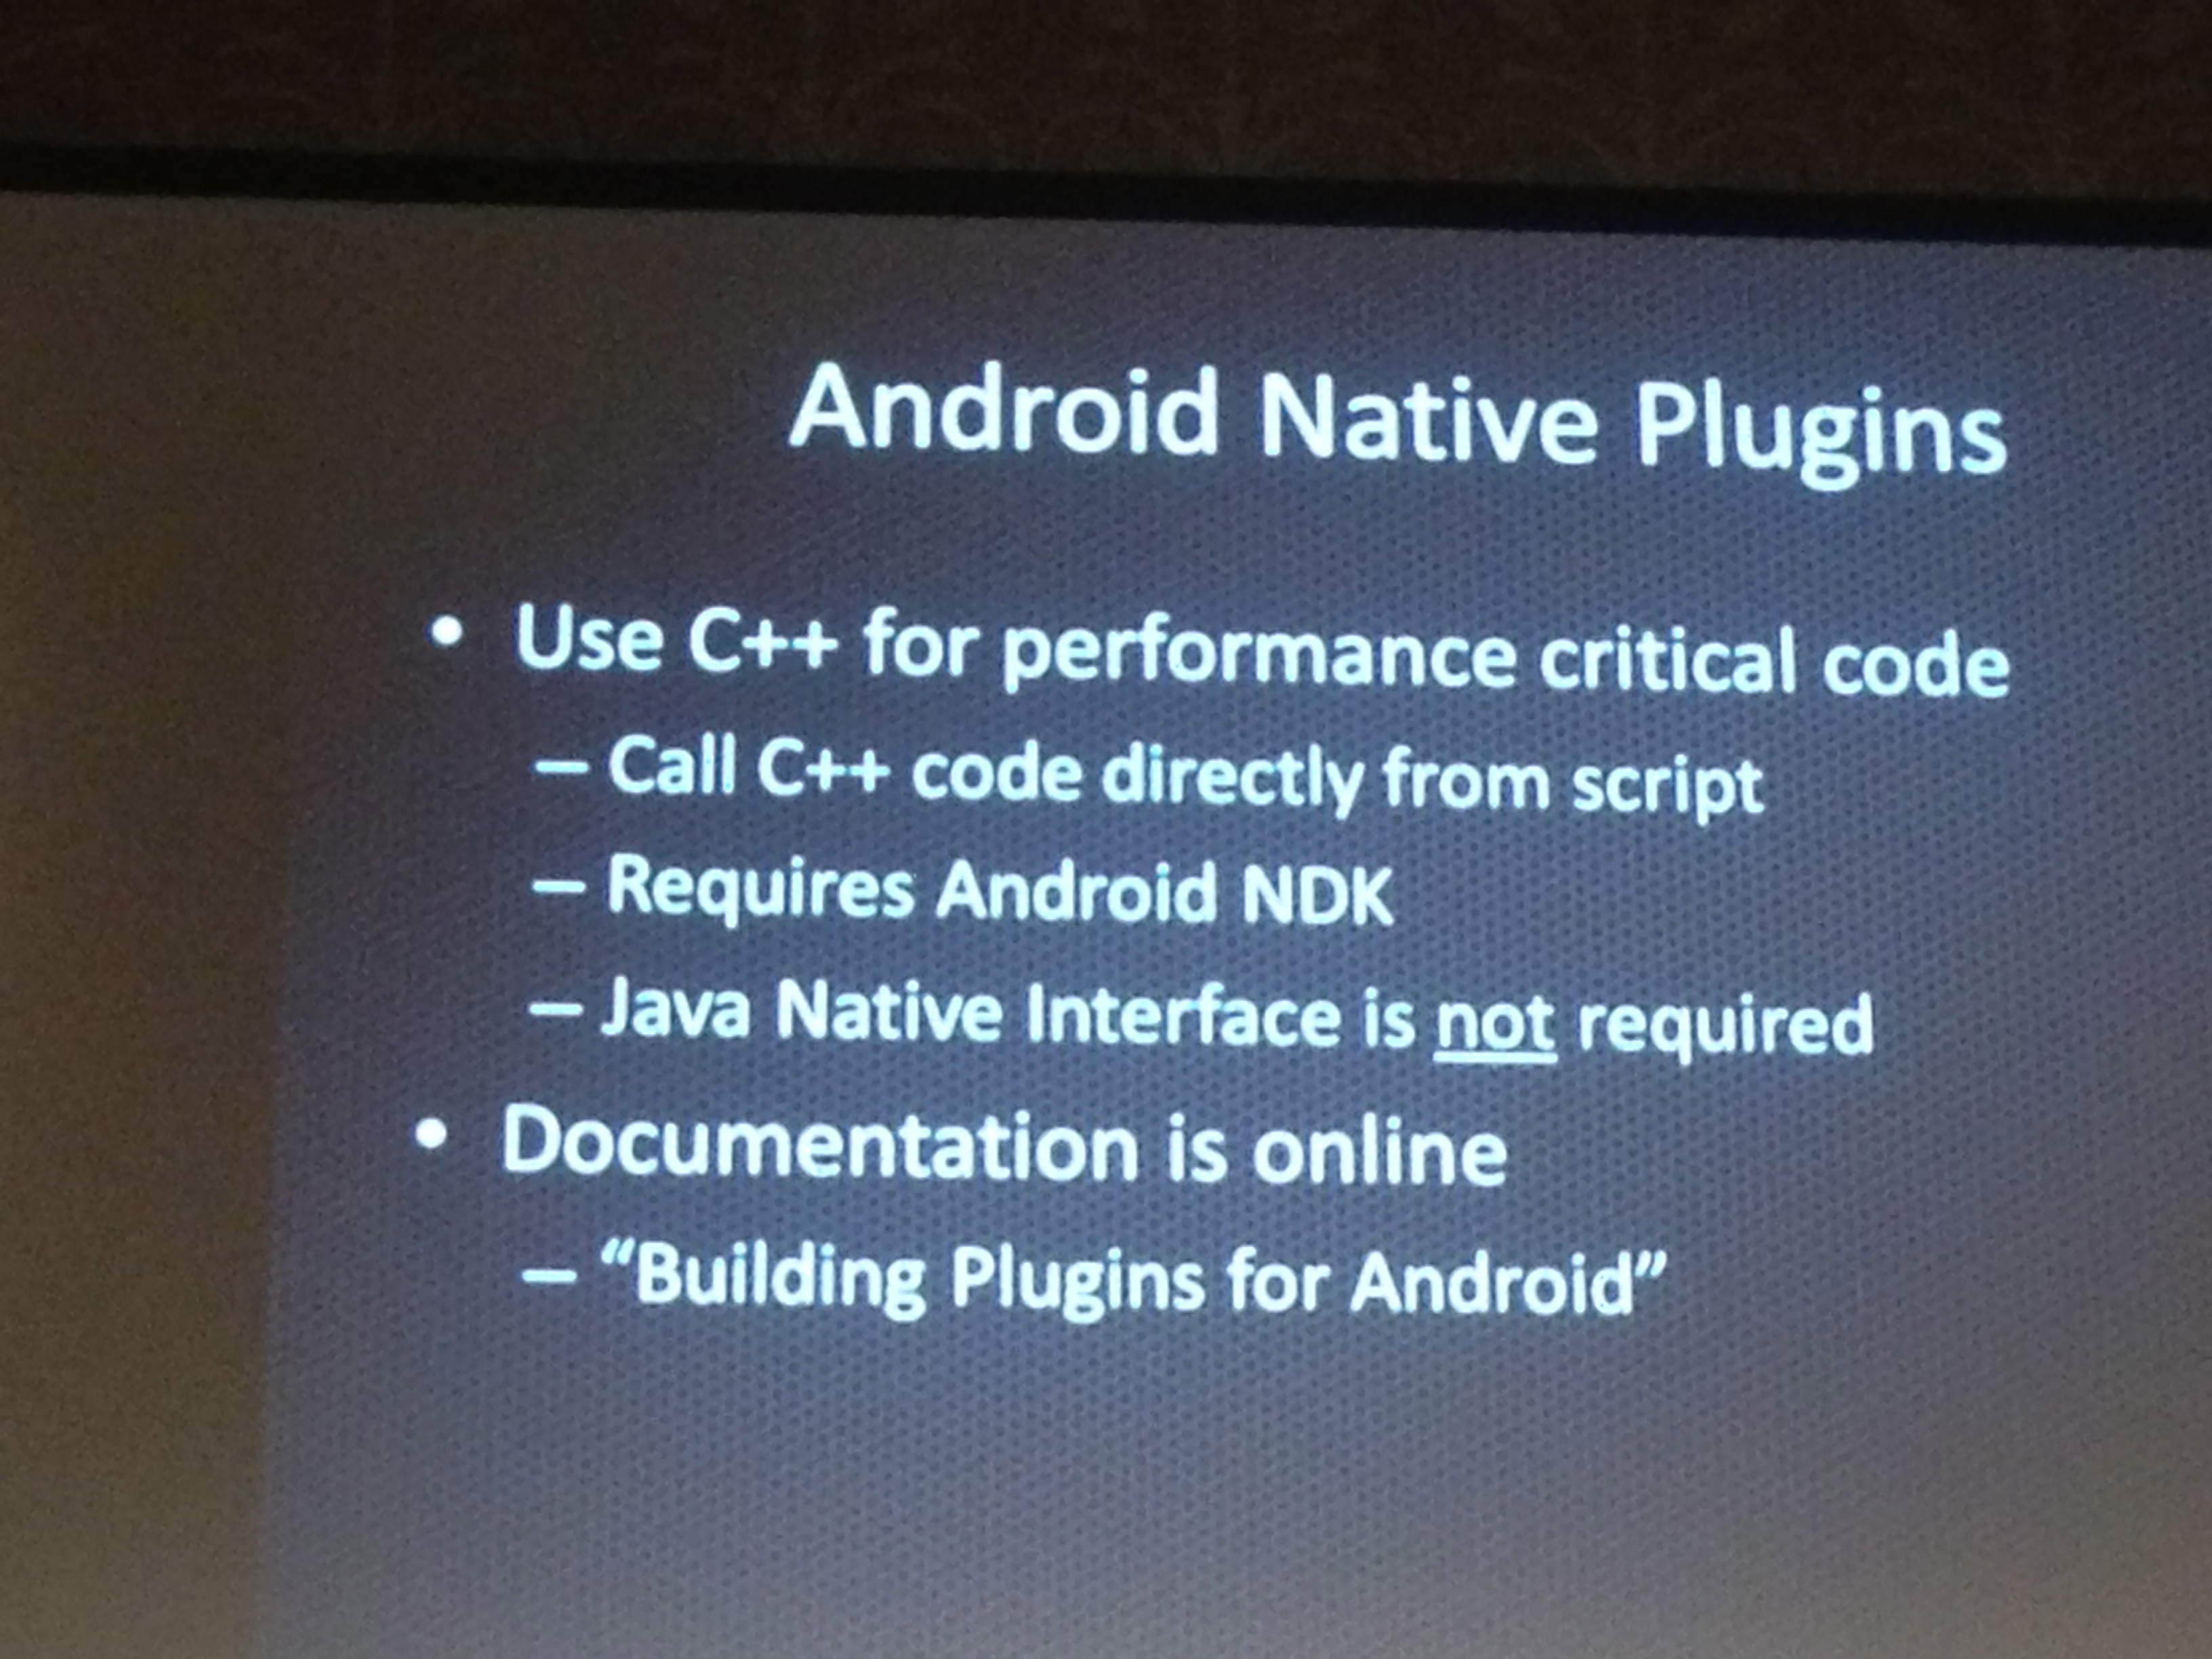 Android Native Plugins
• Use C++ for performance critical code
– Call C++ code directly from script
– Requires Android NDK
– Java Native Interface is not required
• Documentation is online
– “Building Plugins for Android”